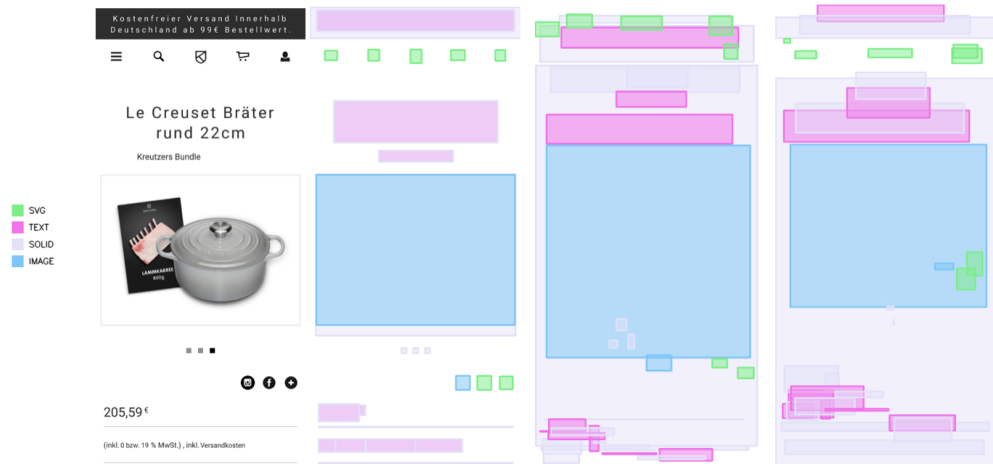 Kostenfreier Versand Innerhalb
Deutschland ab 99€ Bestellwert.
Le Creuset Bräter
rund 22cm
Kreutzers Bundle
SVG
TEXT
SOLID
IMAGE
LAMMKARREE
600g
205,59 €
(inkl. 0 bzw. 19 % MwSt.) , inkl. Versandkosten